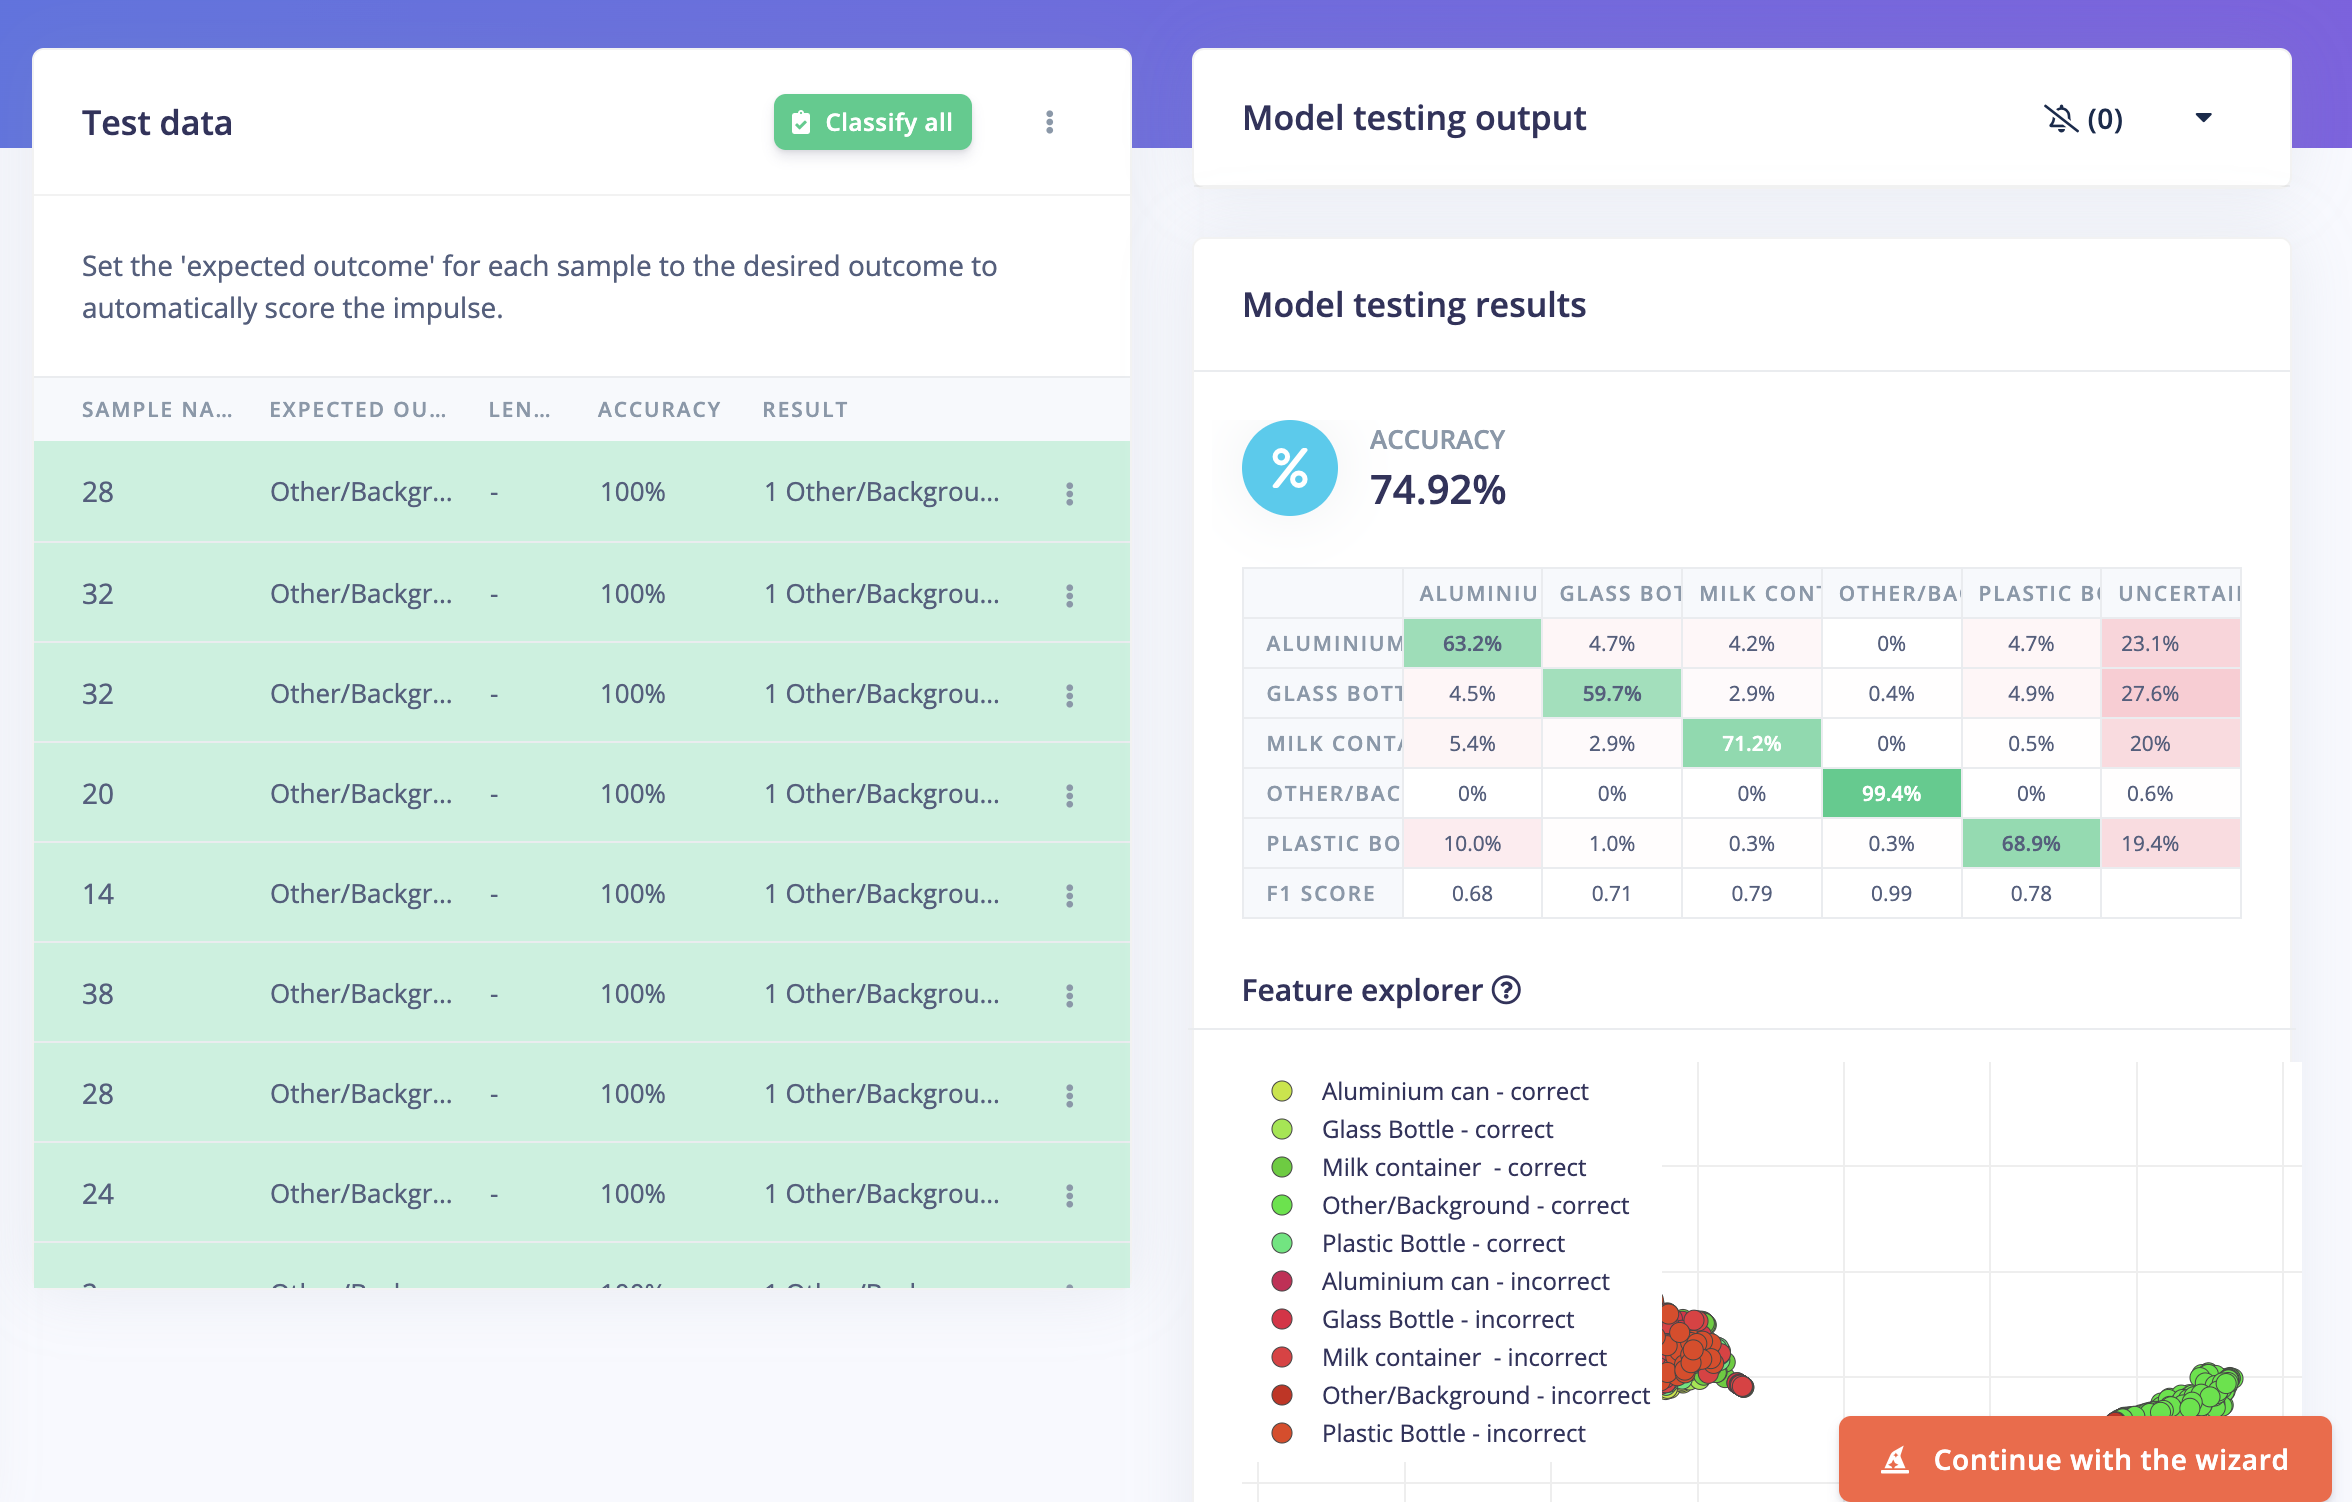 Test data
Classify all
Set the 'expected outcome' for each sample to the desired outcome to
automatically score the impulse.
SAMPLE NA... EXPECTED OU... LEN... ACCURACY RESULT
28 Other/Backgr... - 100% 1 Other/Backgrou...
32 Other/Backgr... - 100% 1 Other/Backgrou...
32 Other/Backgr... - 100% 1 Other/Backgrou...
20 Other/Backgr... - 100% 1 Other/Backgrou...
14 Other/Backgr... - 100% 1 Other/Backgrou...
38 Other/Backgr... - 100% 1 Other/Backgrou...
28 Other/Backgr... - 100% 1 Other/Backgrou...
24 Other/Backgr... - 100% 1 Other/Backgrou...
Model testing output (0)
Model testing results
%
ACCURACY
74.92%
ALUMINIU GLASS BOT MILK CONT OTHER/BA PLASTIC B UNCERTAI
ALUMINIUM 63.2% 4.7% 4.2% 0% 4.7% 23.1%
GLASS BOTT 4.5% 59.7% 2.9% 0.4% 4.9% 27.6%
MILK CONT 5.4% 2.9% 71.2% 0% 0.5% 20%
OTHER/BAC 0% 0% 0% 99.4% 0% 0.6%
PLASTIC BO 10.0% 1.0% 0.3% 0.3% 68.9% 19.4%
F1 SCORE 0.68 0.71 0.79 0.99 0.78
Feature explorer ?
Aluminium can - correct
Glass Bottle - correct
Milk container - correct
Other/Background - correct
Plastic Bottle - correct
Aluminium can - incorrect
Glass Bottle - incorrect
Milk container - incorrect
Other/Background - incorrect
Plastic Bottle - incorrect
Continue with the wizard